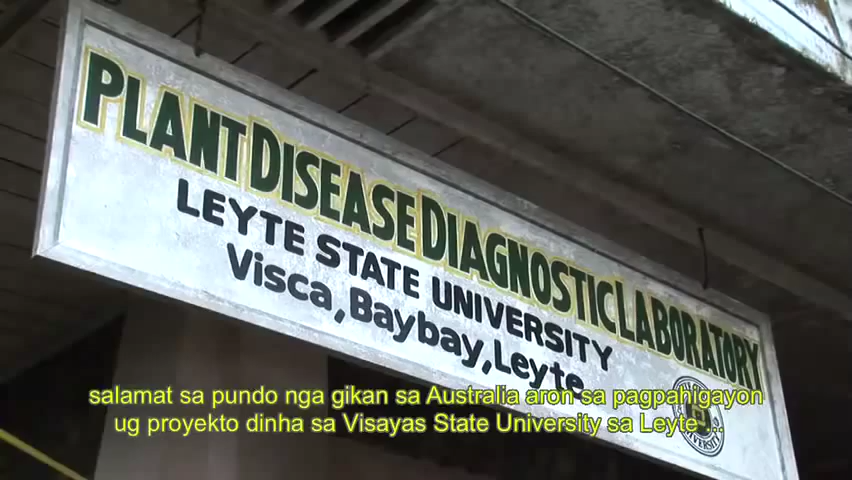 PLANT DISEASE DIAGNOSTIC LABORATORY
LEYTE STATE UNIVERSITY
Visca, Baybay, Leyte
salamat sa pundo nga gikan sa Australia aron sa pagpahigayon
ug proyekto dinha sa Visayas State University sa Leyte ...